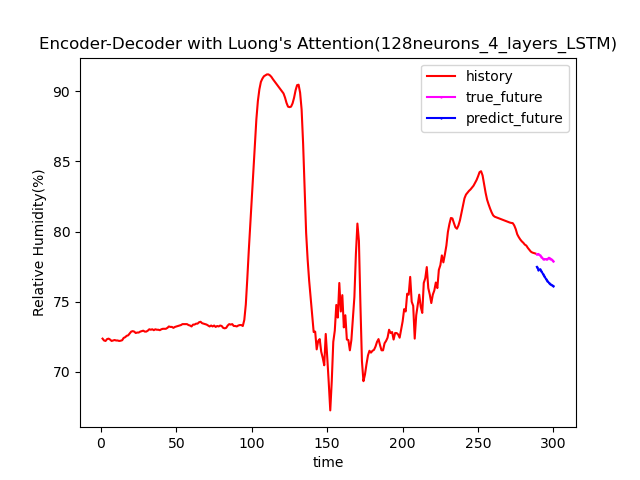 Encoder-Decoder with Luong's Attention(128neurons_4_layers_LSTM)
history
true_future
predict_future
Relative Humidity(%)
90
85
80
75
70
0 50 100 150 200 250 300
time